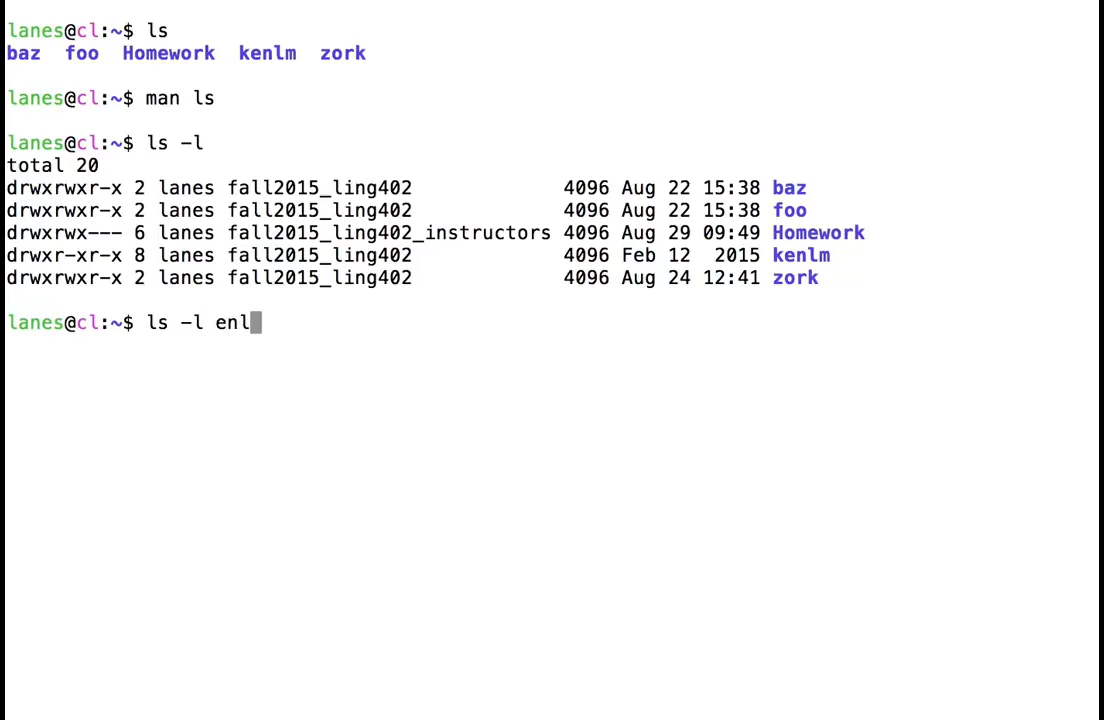 lanes@cl:~$ ls
baz  foo  Homework  kenlm  zork
lanes@cl:~$ man ls
lanes@cl:~$ ls -l
total 20
drwxrwxr-x 2 lanes fall2015_ling402             4096 Aug 22 15:38 baz
drwxrwxr-x 2 lanes fall2015_ling402             4096 Aug 22 15:38 foo
drwxrwx--- 6 lanes fall2015_ling402_instructors 4096 Aug 29 09:49 Homework
drwxr-xr-x 8 lanes fall2015_ling402             4096 Feb 12  2015 kenlm
drwxrwxr-x 2 lanes fall2015_ling402             4096 Aug 24 12:41 zork
lanes@cl:~$ ls -l enl